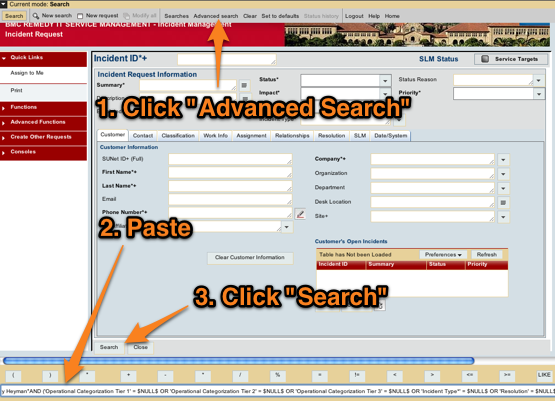 Current mode: Search
Search New search New request Modify all Searches Advanced search Clear Set to defaults Status history Logout Home Help
BMC REMEDY IT SERVICE MANAGEMENT - Incident Management
Incident Request
Quick Links
Assign to Me
Print
Functions
Advanced Functions
Create Other Requests
Consoles
Incident ID*+ SLM Status Service Targets
Incident Request Information
Summary* Status* Status Reason
Impact* Priority*
1. Click "Advanced Search"
Customer Contact Classification Work Info Assignment Relationships Resolution SLM Date/System
Customer Information
SUNet ID+ (Full) Company*+
First Name*+ Organization
Last Name*+ Department
Email Desk Location
Phone Number*+ Site+
2. Paste
Customer's Open Incidents
Clear Customer Information Table has Not been Loaded Preferences Refresh
Incident ID Summary Status Priority
3. Click "Search"
Search Close
( ) " + - * / % = != < > <= >= LIKE
y Heyman"AND ('Operational Categorization Tier 1' = $NULL$ OR 'Operational Categorization Tier 2' = $NULL$ OR 'Operational Categorization Tier 3' = $NULL$ OR 'Incident Type*' = $NULL$ OR 'Resolution' = $NULL$